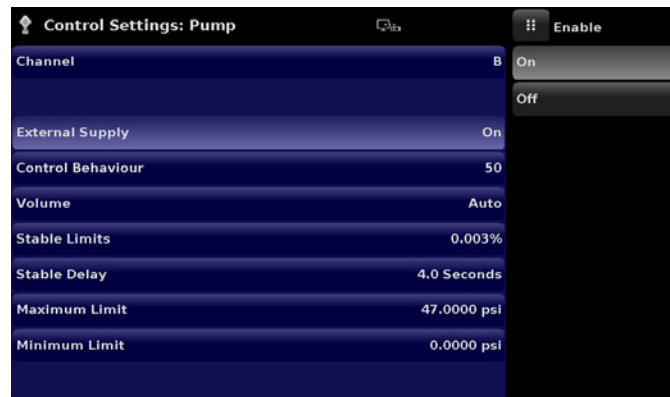 Control Settings: Pump
Enable
Channel B
On
Off
External Supply On
Control Behaviour 50
Volume Auto
Stable Limits 0.003%
Stable Delay 4.0 Seconds
Maximum Limit 47.0000 psi
Minimum Limit 0.0000 psi